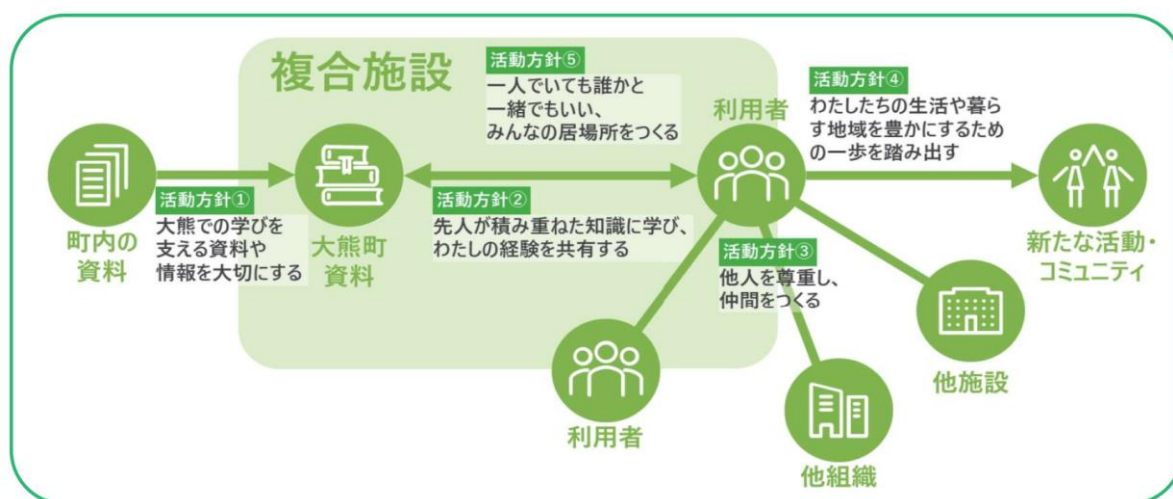 複合施設
活動方針⑤
一人でいても誰かと
一緒でもいい、
みんなの居場所をつくる
利用者
活動方針④
わたしたちの生活や暮ら
す地域を豊かにするため
の一歩を踏み出す
町内の
資料
活動方針①
大熊での学びを
支える資料や
情報を大切にする
大熊町
資料
活動方針②
先人が積み重ねた知識に学び、
わたしの経験を共有する
活動方針③
他人を尊重し、
仲間をつくる
新たな活動・
コミュニティ
利用者
他組織
他施設